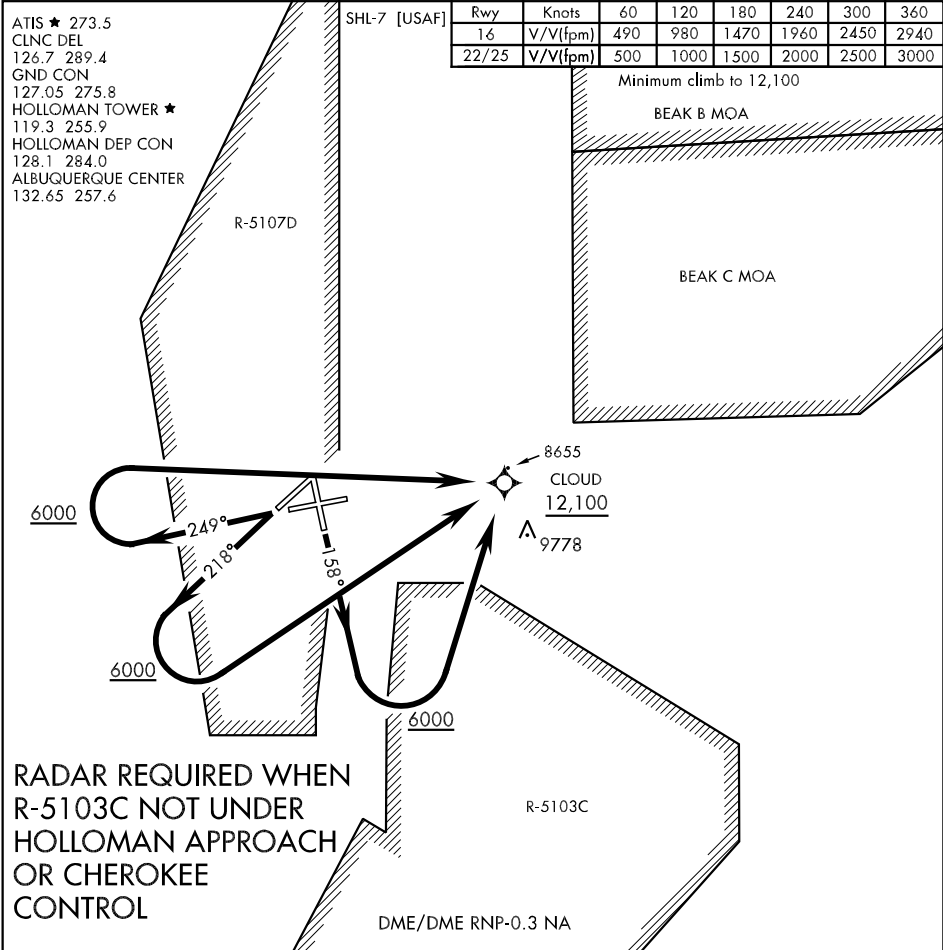 ATIS ★ 273.5
CLNC DEL
126.7 289.4
GND CON
127.05 275.8
HOLLOMAN TOWER ★
119.3 255.9
HOLLOMAN DEP CON
128.1 284.0
ALBUQUERQUE CENTER
132.65 257.6
SHL-7 [USAF]
Rwy Knots 60 120 180 240 300 360
16 V/V(fpm) 490 980 1470 1960 2450 2940
22/25 V/V(fpm) 500 1000 1500 2000 2500 3000
Minimum climb to 12,100
BEAK B MOA
R-5107D
BEAK C MOA
8655
CLOUD
12,100
9778
6000
249°
218°
158°
6000
6000
RADAR REQUIRED WHEN
R-5103C NOT UNDER
HOLLOMAN APPROACH
OR CHEROKEE
CONTROL
R-5103C
DME/DME RNP-0.3 NA